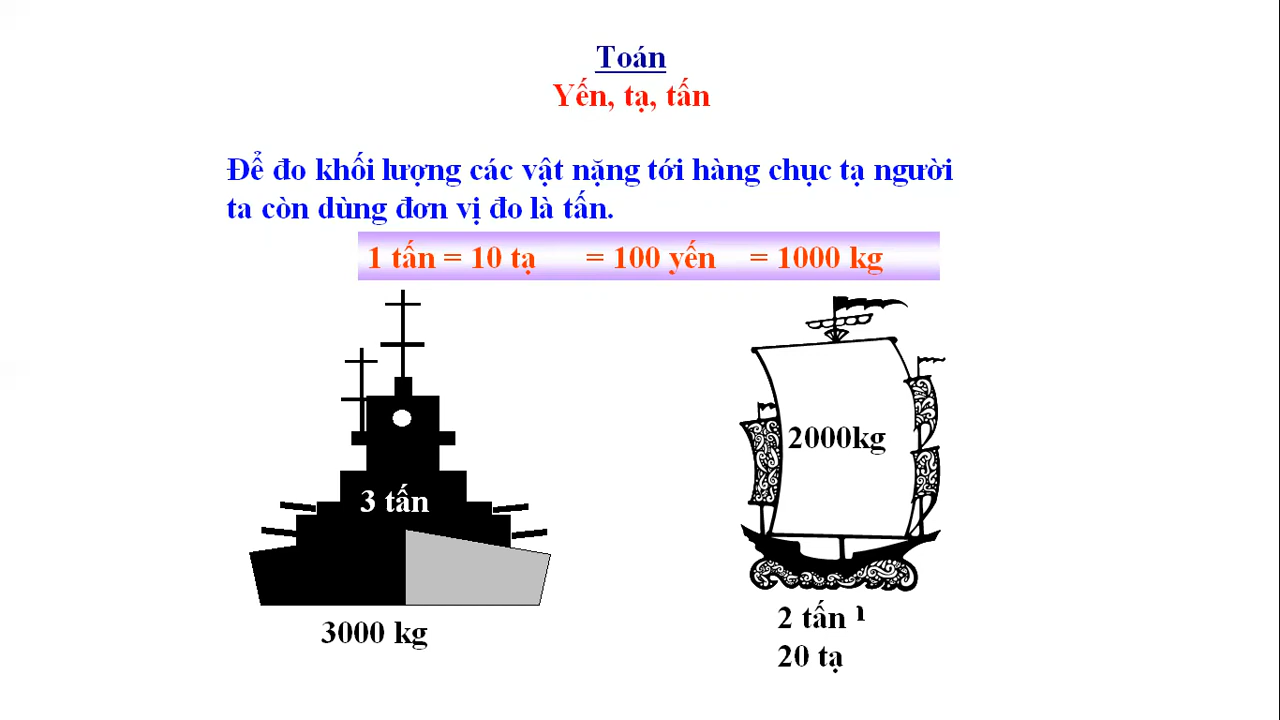 Toán
Yến, tạ, tấn
Để đo khối lượng các vật nặng tới hàng chục tạ người
ta còn dùng đơn vị đo là tấn.
1 tấn = 10 tạ = 100 yến = 1000 kg
3 tấn
2000kg
3000 kg
2 tấn
20 tạ